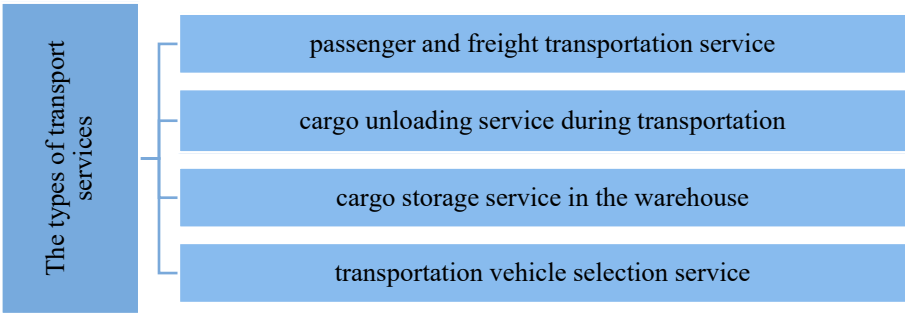 The types of transport
services
passenger and freight transportation service
cargo unloading service during transportation
cargo storage service in the warehouse
transportation vehicle selection service